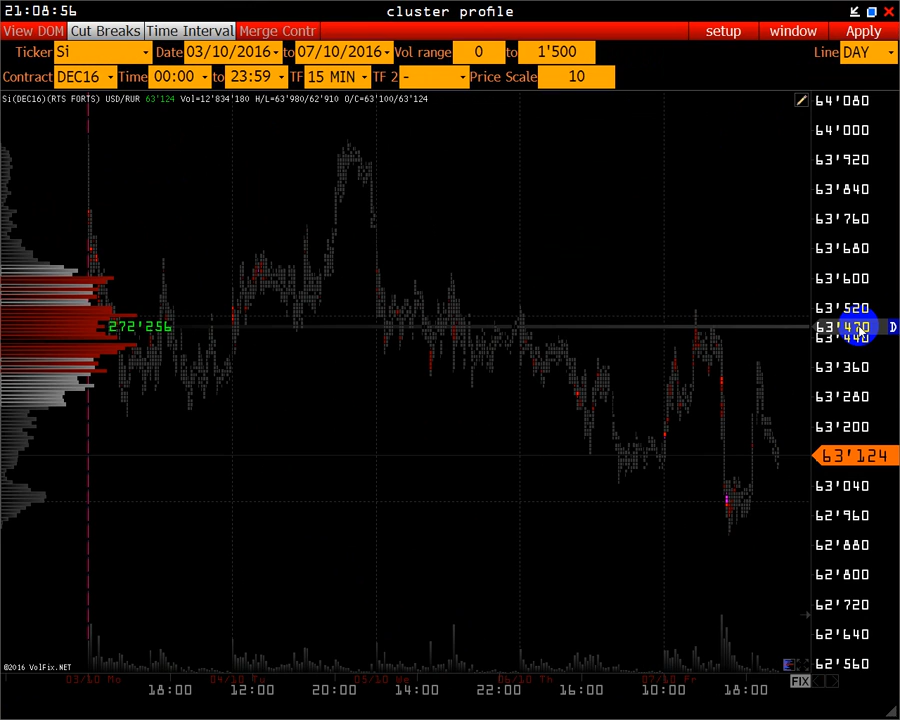 21:08:56 cluster profile
View DOM Cut Breaks Time Interval Merge Contr setup window Apply
Ticker Si Date 03/10/2016 to 07/10/2016 Vol range 0 to 1'500 Line DAY
Contract DEC16 Time 00:00 to 23:59 TF 15 MIN TF 2 - Price Scale 10
Si(DEC16)(RTS FORTS) USD/RUR 63'124 Vol=12'834'180 H/L=63'980/62'910 O/C=63'100/63'124
64'080
64'000
63'920
63'840
63'760
63'680
63'600
63'520
272'256 63'470 D
63'440
63'360
63'280
63'200
63'124
63'040
62'960
62'880
62'800
62'720
62'640
62'560
©2016 VolFix.NET
03/10 Mo 04/10 Tu 05/10 We 06/10 Th 07/10 Fr FIX
18:00 12:00 20:00 14:00 22:00 16:00 10:00 18:00